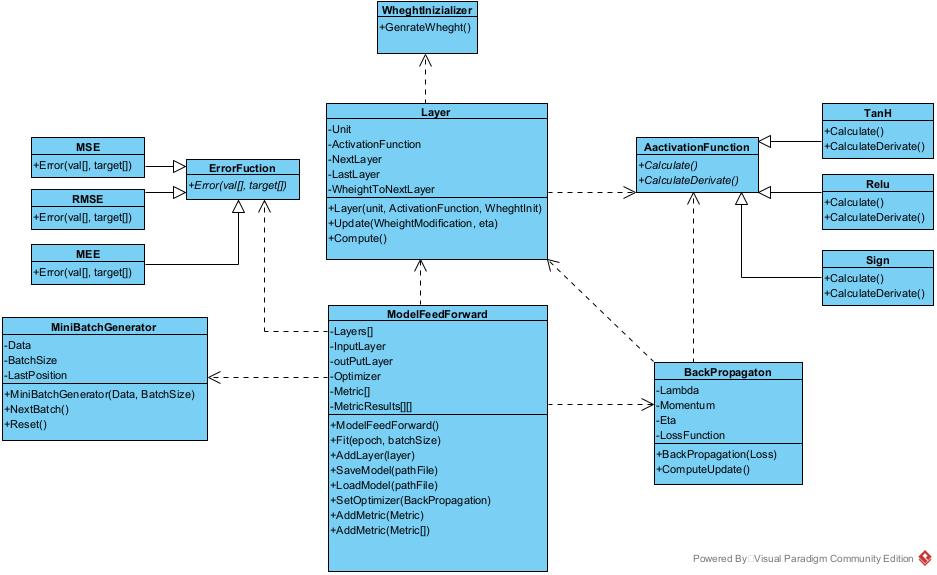 WheghtInizializer
+GenrateWheght()
Layer
-Unit
-ActivationFunction
-NextLayer
-LastLayer
-WheightToNextLayer
+Layer(unit, ActivationFunction, WheghtInit)
+Update(WheightModification, eta)
+Compute()
MSE
+Error(val[], target[])
RMSE
+Error(val[], target[])
MEE
+Error(val[], target[])
ErrorFuction
+Error(val[], target[])
AactivationFunction
+Calculate()
+CalculateDerivate()
TanH
+Calculate()
+CalculateDerivate()
Relu
+Calculate()
+CalculateDerivate()
Sign
+Calculate()
+CalculateDerivate()
MiniBatchGenerator
-Data
-BatchSize
-LastPosition
+MiniBatchGenerator(Data, BatchSize)
+NextBatch()
+Reset()
ModelFeedForward
-Layers[]
-InputLayer
-outPutLayer
-Optimizer
-Metric[]
-MetricResults[][]
+ModelFeedForward()
+Fit(epoch, batchSize)
+AddLayer(layer)
+SaveModel(pathFile)
+LoadModel(pathFile)
+SetOptimizer(BackPropagation)
+AddMetric(Metric)
+AddMetric(Metric[])
BackPropagaton
-Lambda
-Momentum
-Eta
-LossFunction
+BackPropagation(Loss)
+ComputeUpdate()
Powered By Visual Paradigm Community Edition